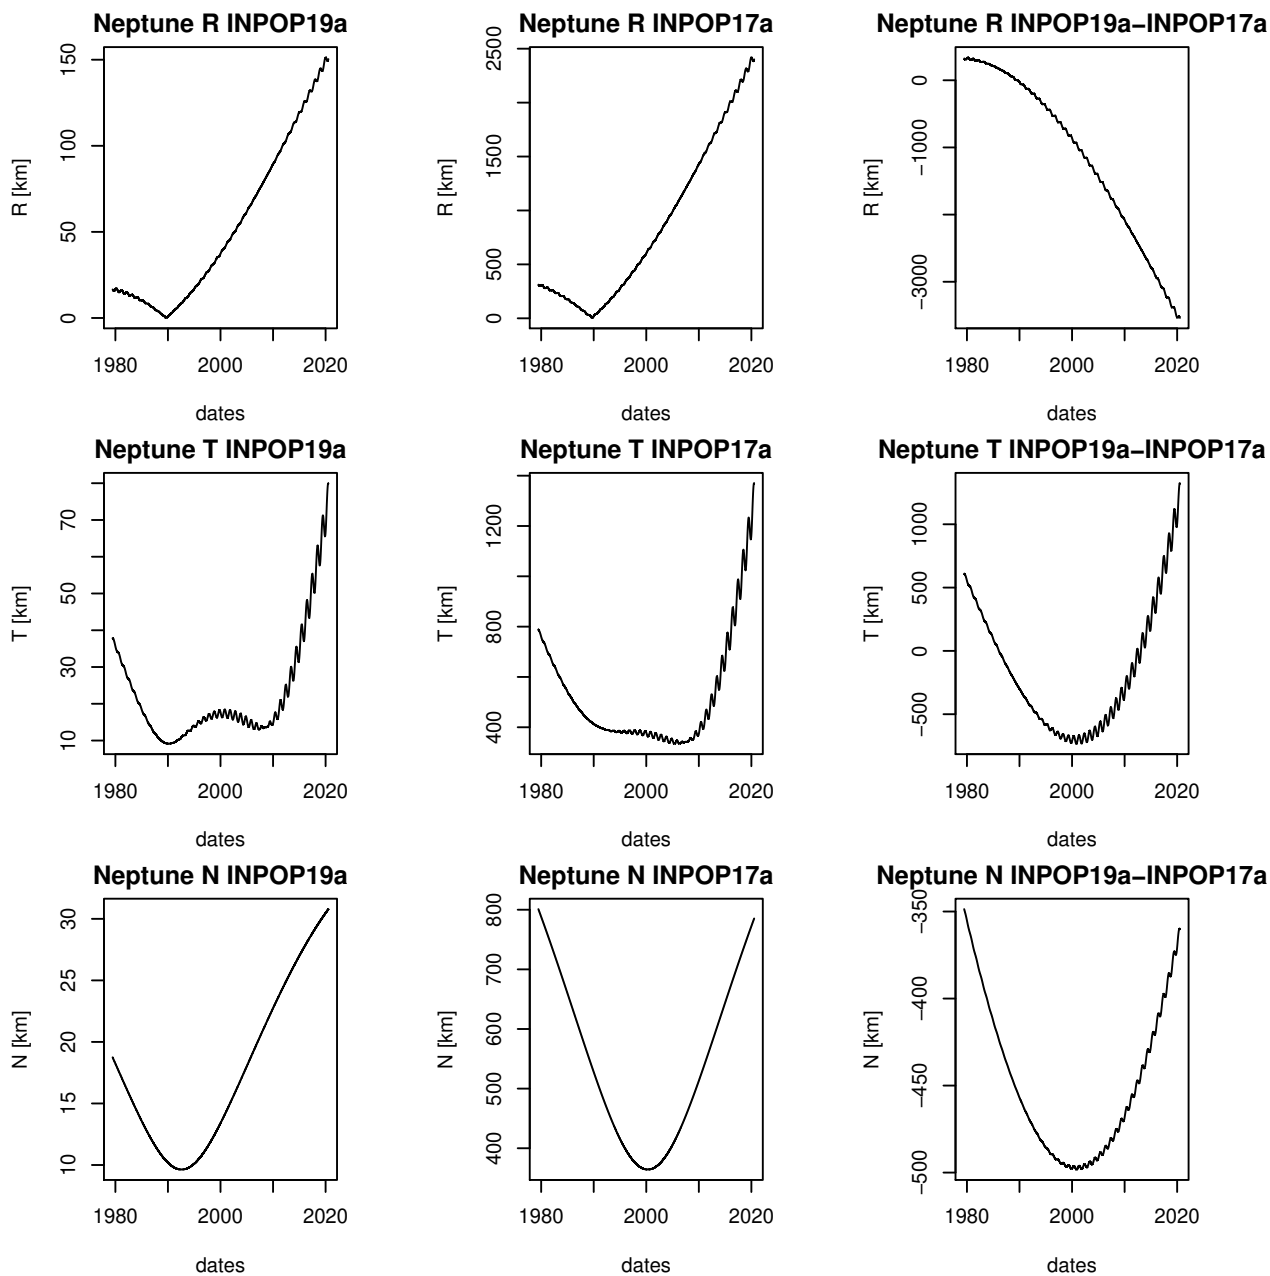 Neptune R INPOP19a
R [km]
150
100
50
0
1980 2000 2020
dates
Neptune R INPOP17a
R [km]
2500
1500
500
0
1980 2000 2020
dates
Neptune R INPOP19a−INPOP17a
R [km]
0
−1000
−3000
1980 2000 2020
dates
Neptune T INPOP19a
T [km]
70
50
30
10
1980 2000 2020
dates
Neptune T INPOP17a
T [km]
1200
800
400
1980 2000 2020
dates
Neptune T INPOP19a−INPOP17a
T [km]
1000
500
0
−500
1980 2000 2020
dates
Neptune N INPOP19a
N [km]
30
25
20
15
10
1980 2000 2020
dates
Neptune N INPOP17a
N [km]
800
700
600
500
400
1980 2000 2020
dates
Neptune N INPOP19a−INPOP17a
N [km]
−350
−400
−450
−500
1980 2000 2020
dates